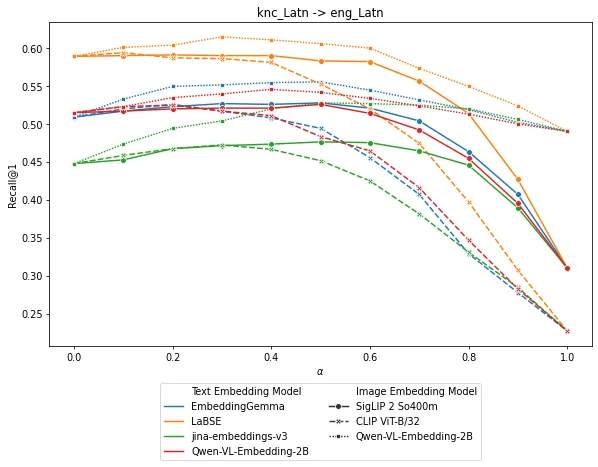 knc_Latn -> eng_Latn
Recall@1
0.60
0.55
0.50
0.45
0.40
0.35
0.30
0.25
0.0 0.2 0.4 0.6 0.8 1.0
α
Text Embedding Model Image Embedding Model
EmbeddingGemma SigLIP 2 So400m
LaBSE CLIP ViT-B/32
jina-embeddings-v3 Qwen-VL-Embedding-2B
Qwen-VL-Embedding-2B